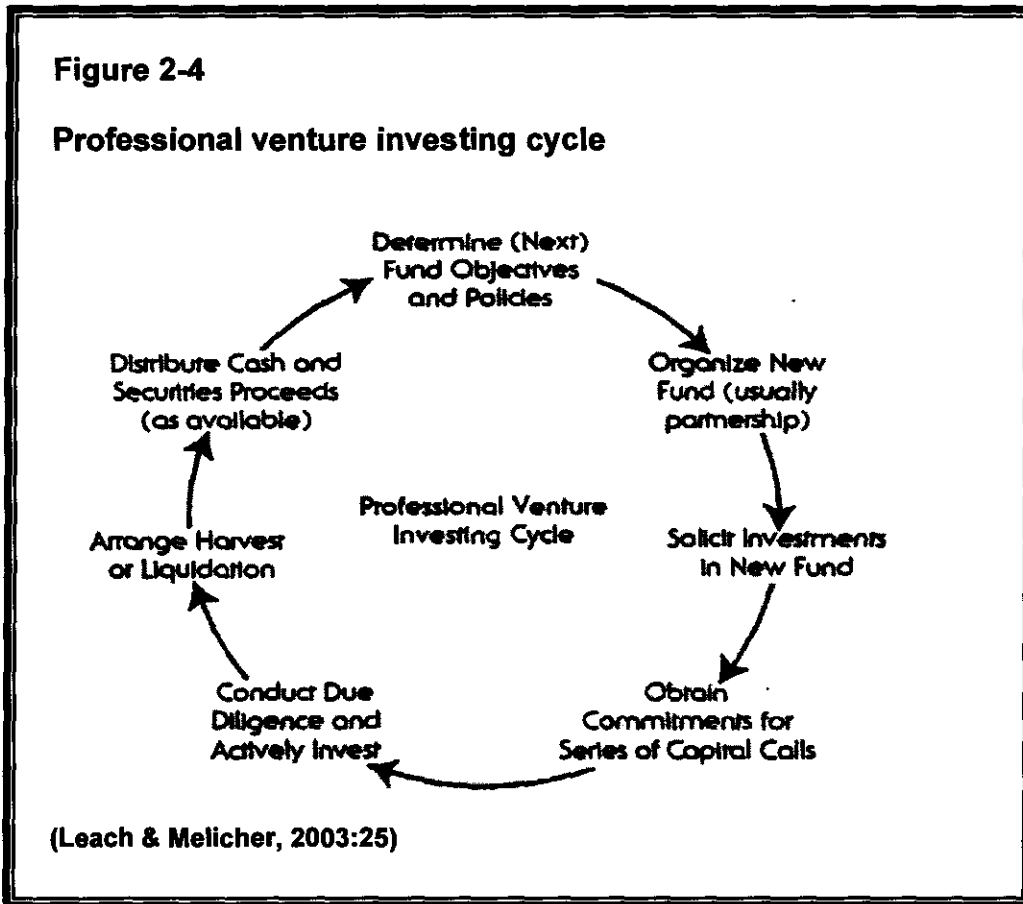 Figure 2-4
Professional venture investing cycle
Determine (Next)
Fund Objectives
and Policies
Organize New
Fund (usually
partnership)
Solicit Investments
in New Fund
Obtain
Commitments for
Series of Capital Calls
Conduct Due
Diligence and
Actively Invest
Arrange Harvest
or Liquidation
Distribute Cash and
Securities Proceeds
(as available)
Professional Venture
Investing Cycle
(Leach & Melicher, 2003:25)